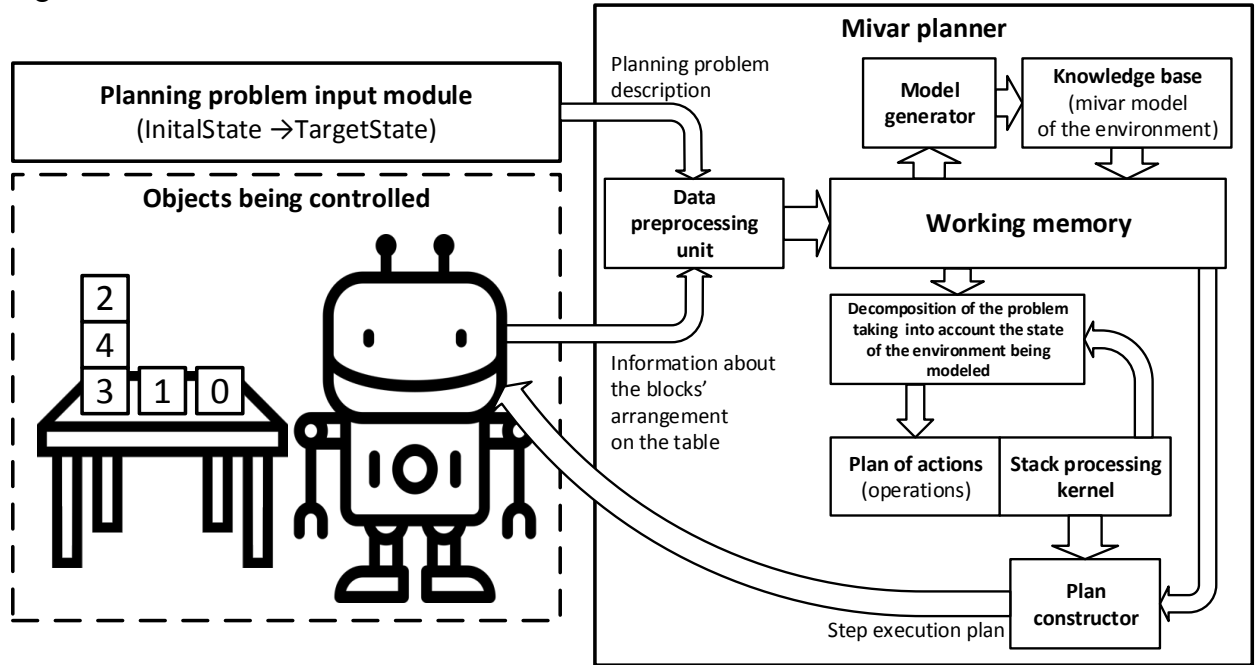 Mivar planner
Planning problem input module
(InitalState →TargetState)
Planning problem
description
Model
generator
Knowledge base
(mivar model
of the environment)
Objects being controlled
Data
preprocessing
unit
Working memory
2
4
3 1 0
Decomposition of the problem
taking into account the state
of the environment being
modeled
Information about
the blocks'
arrangement
on the table
Plan of actions
(operations)
Stack processing
kernel
Plan
constructor
Step execution plan